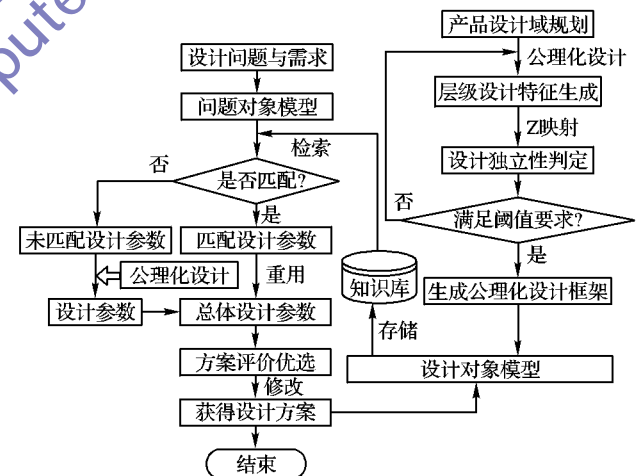 pute
产品设计域规划
公理化设计
设计问题与需求
层级设计特征生成
问题对象模型
Z映射
检索
设计独立性判定
否
是否匹配?
否
满足阈值要求?
是
是
未匹配设计参数
匹配设计参数
公理化设计
重用
知识库
生成公理化设计框架
设计参数
总体设计参数
存储
方案评价优选
设计对象模型
修改
获得设计方案
结束